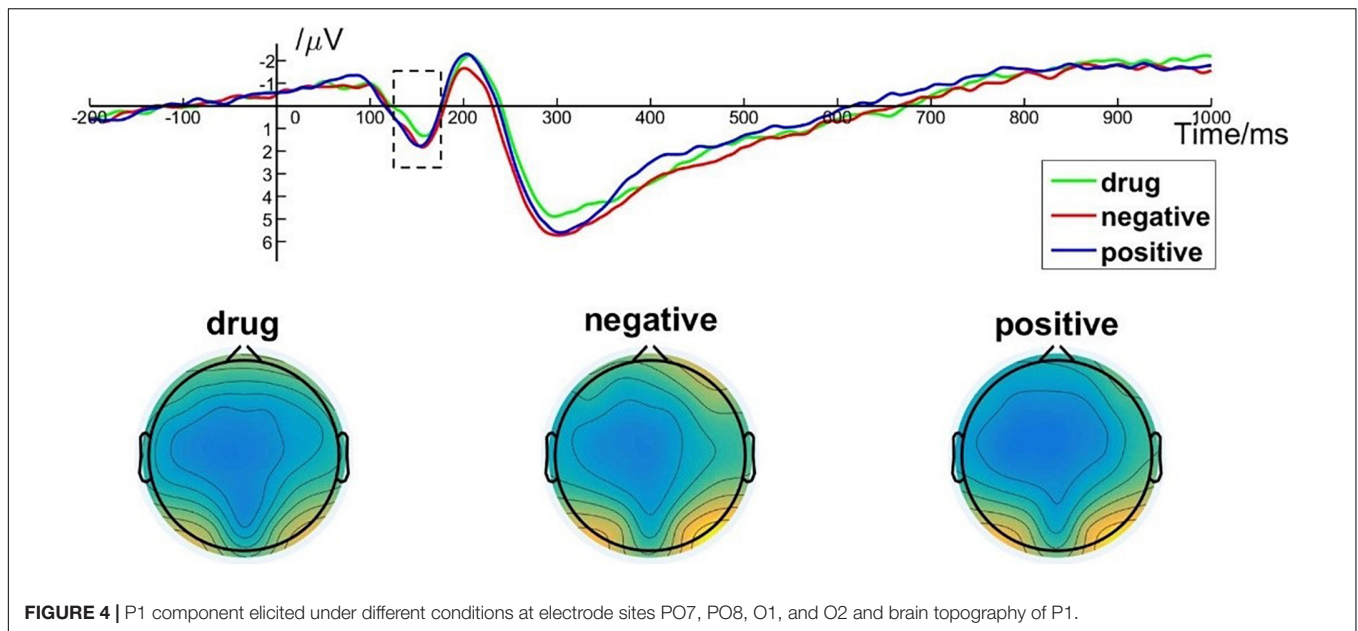 /μV
-2
-1
-200 -100 0 100 200 300 400 500 600 700 800 900 1000
Time/ms
1
2
3
4
5
6
drug
negative
positive
drug negative positive
FIGURE 4 | P1 component elicited under different conditions at electrode sites PO7, PO8, O1, and O2 and brain topography of P1.